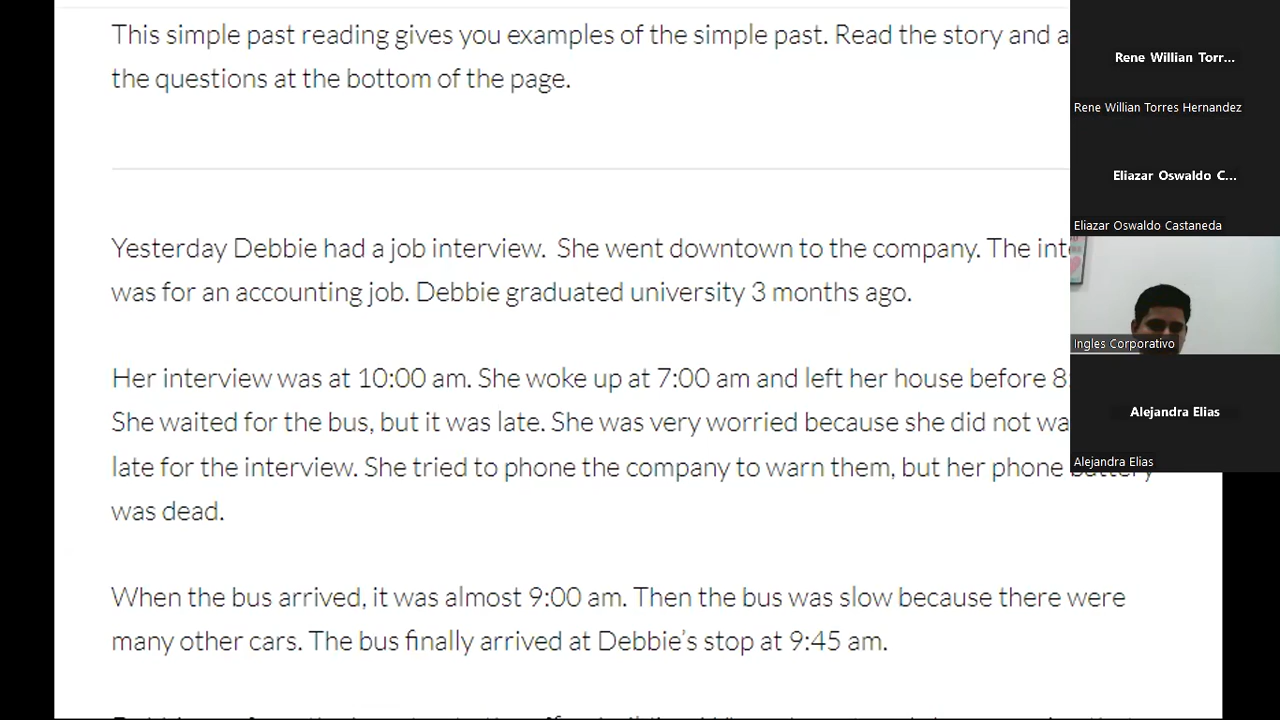 This simple past reading gives you examples of the simple past. Read the story and a
the questions at the bottom of the page.
Yesterday Debbie had a job interview.  She went downtown to the company. The int
was for an accounting job. Debbie graduated university 3 months ago.
Her interview was at 10:00 am. She woke up at 7:00 am and left her house before 8:
She waited for the bus, but it was late. She was very worried because she did not wa
late for the interview. She tried to phone the company to warn them, but her phone battery
was dead.
When the bus arrived, it was almost 9:00 am. Then the bus was slow because there were
many other cars. The bus finally arrived at Debbie’s stop at 9:45 am.
Rene Willian Torr...
Rene Willian Torres Hernandez
Eliazar Oswaldo C...
Eliazar Oswaldo Castaneda
Ingles Corporativo
Alejandra Elias
Alejandra Elias